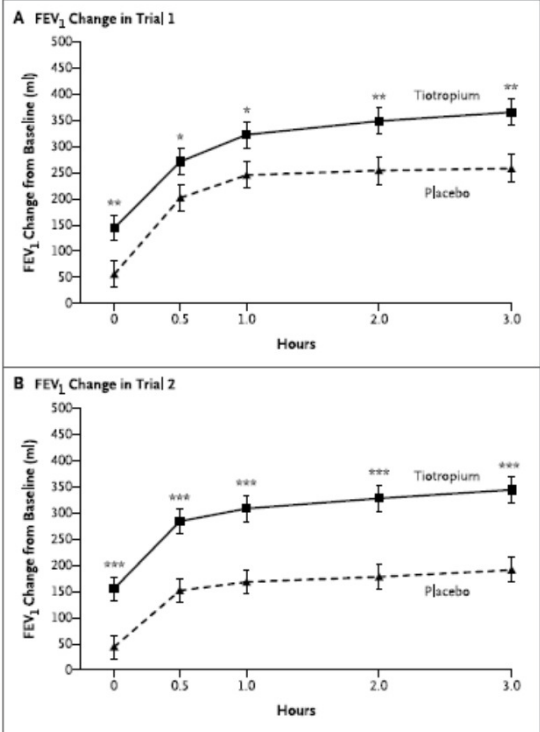 A FEV1 Change in Trial 1
FEV1 Change from Baseline (ml)
500
450
400
350
300
250
200
150
100
50
0
**
*
*
**
**
Tiotropium
Placebo
0 0.5 1.0 2.0 3.0
Hours
B FEV1 Change in Trial 2
FEV1 Change from Baseline (ml)
500
450
400
350
300
250
200
150
100
50
0
***
***
***
***
***
Tiotropium
Placebo
0 0.5 1.0 2.0 3.0
Hours